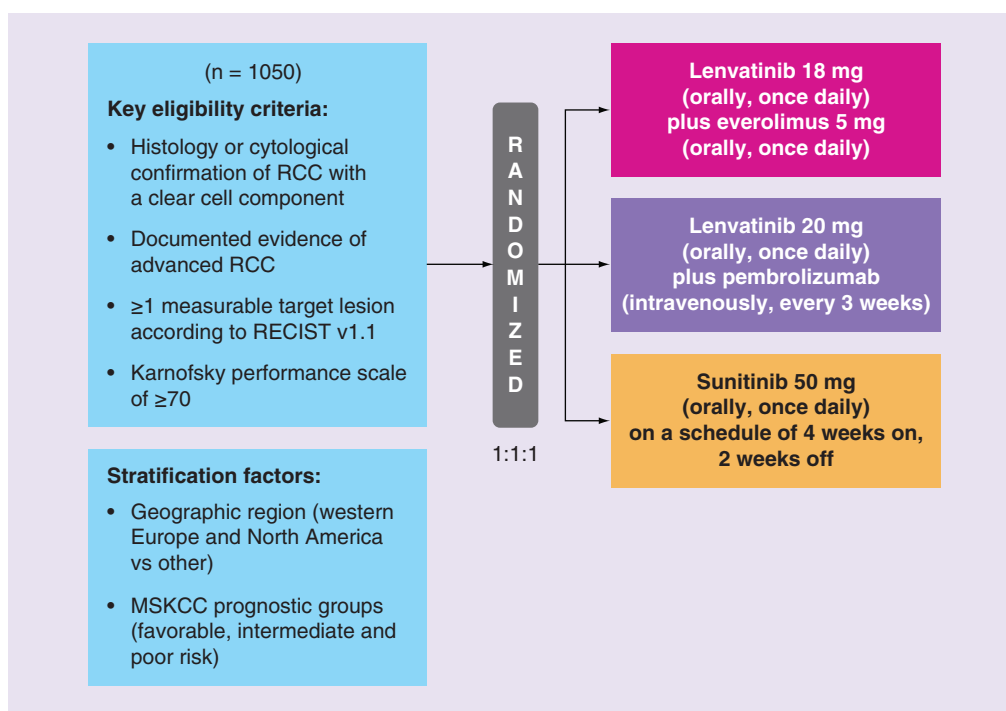 (n = 1050)
Key eligibility criteria:
• Histology or cytological
confirmation of RCC with
a clear cell component
• Documented evidence of
advanced RCC
• ≥1 measurable target lesion
according to RECIST v1.1
• Karnofsky performance scale
of ≥70
Stratification factors:
• Geographic region (western
Europe and North America
vs other)
• MSKCC prognostic groups
(favorable, intermediate and
poor risk)
RANDOMIZED
1:1:1
Lenvatinib 18 mg
(orally, once daily)
plus everolimus 5 mg
(orally, once daily)
Lenvatinib 20 mg
(orally, once daily)
plus pembrolizumab
(intravenously, every 3 weeks)
Sunitinib 50 mg
(orally, once daily)
on a schedule of 4 weeks on,
2 weeks off